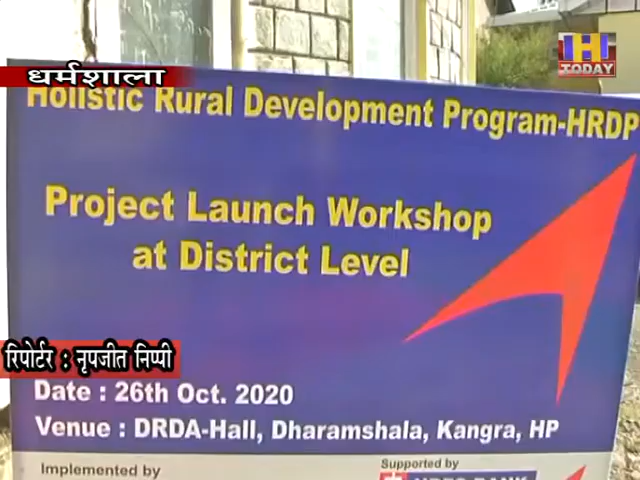 IHI
TODAY
धर्मशाला
Holistic Rural Development Program-HRDP
Project Launch Workshop
at District Level
रिपोर्टर : नृपजीत निप्पी
Date : 26th Oct. 2020
Venue : DRDA-Hall, Dharamshala, Kangra, HP
Implemented by
Supported by